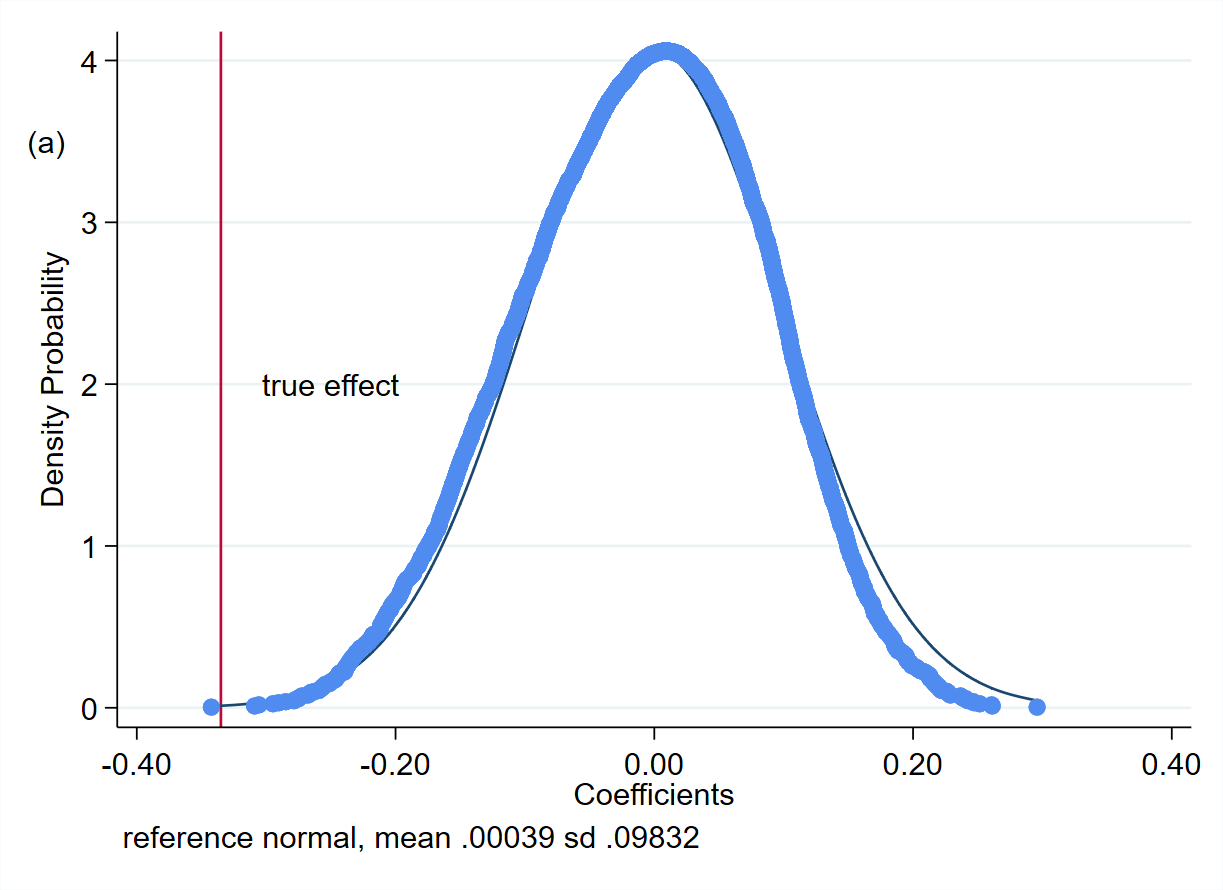 (a)
Density Probability
4
3
2
1
0
true effect
-0.40 -0.20 0.00 0.20 0.40
Coefficients
reference normal, mean .00039 sd .09832